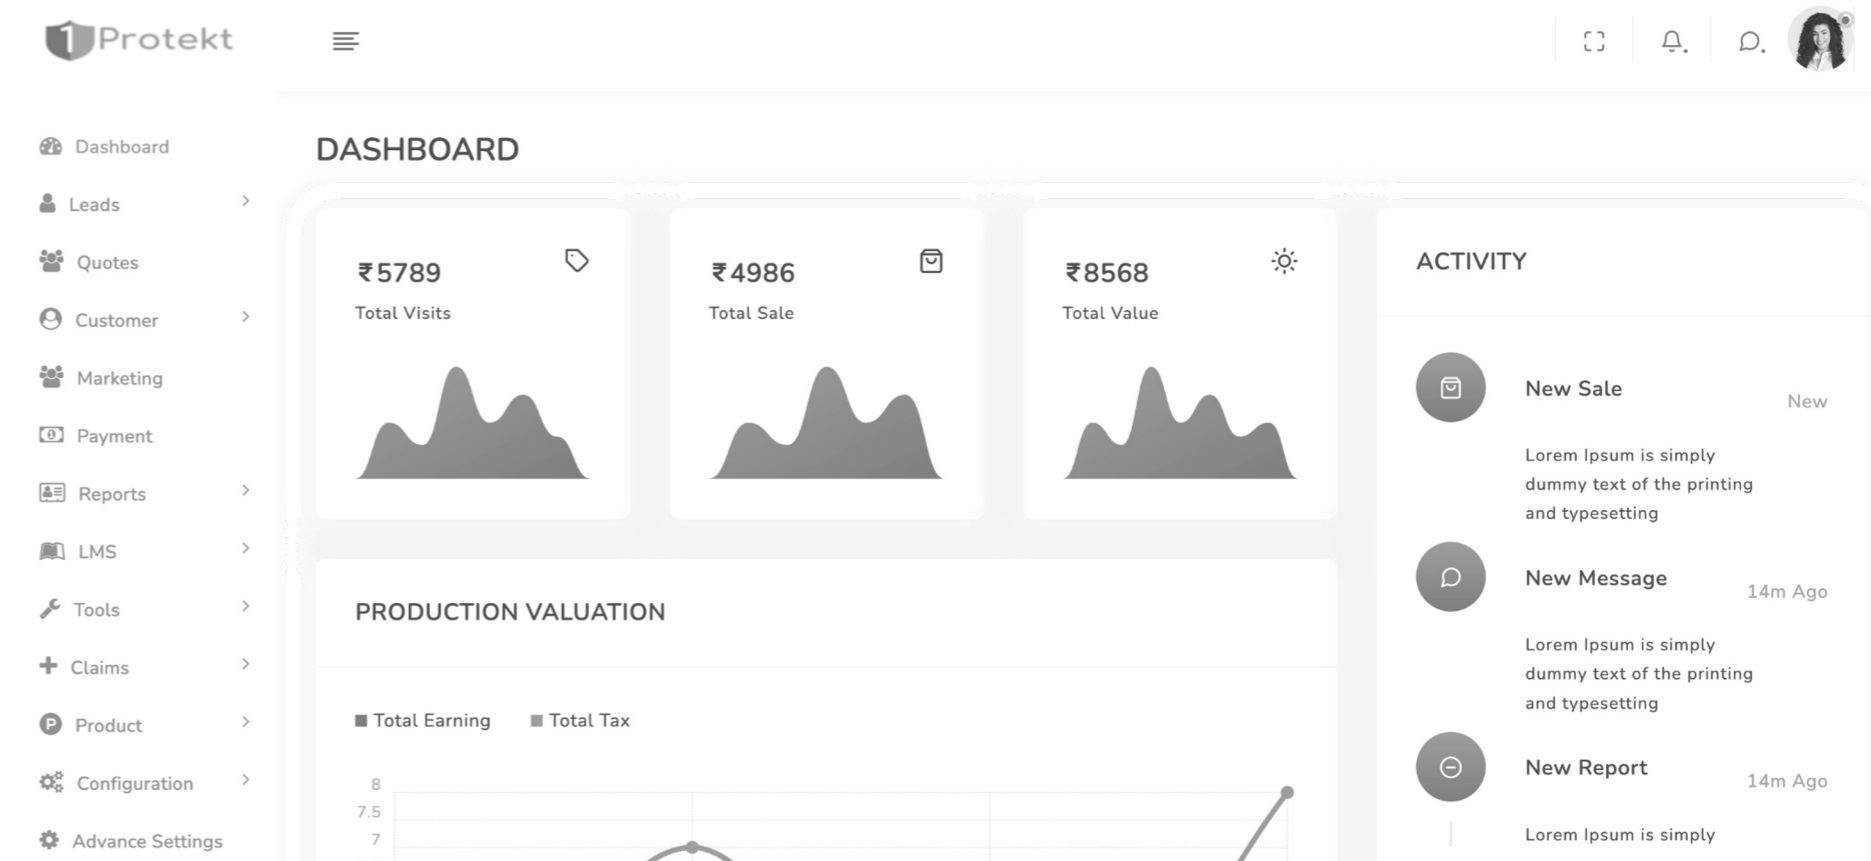 1Protekt
Dashboard
Leads
Quotes
Customer
Marketing
Payment
Reports
LMS
Tools
Claims
Product
Configuration
Advance Settings
DASHBOARD
₹5789
Total Visits
₹4986
Total Sale
₹8568
Total Value
PRODUCTION VALUATION
Total Earning
Total Tax
8
7.5
7
ACTIVITY
New Sale
New
Lorem Ipsum is simply
dummy text of the printing
and typesetting
New Message
14m Ago
Lorem Ipsum is simply
dummy text of the printing
and typesetting
New Report
14m Ago
Lorem Ipsum is simply